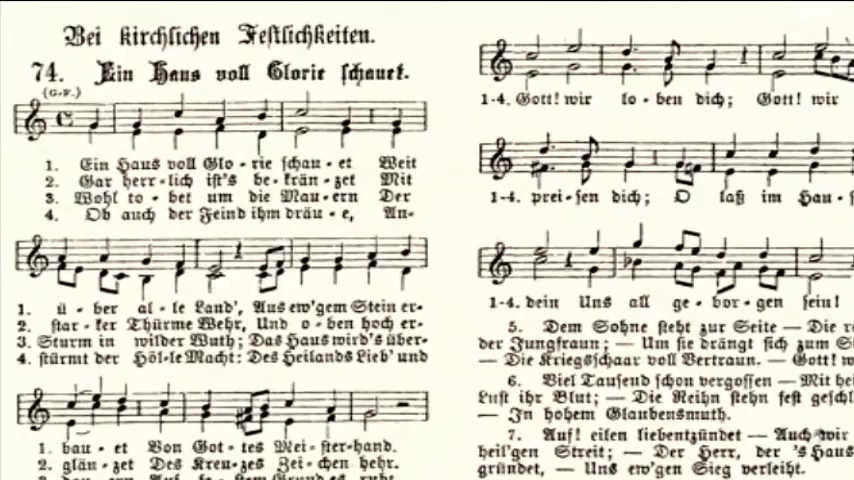 Bei kirchlichen Festlichkeiten.
74. Ein Haus voll Glorie schauet.
(G.F.)
1. Ein Haus voll Glo - rie schau - et Weit
2. Gar herr - lich ist's be - krän - zet Mit
3. Wohl to - bet um die Mau - ern Der
4. Ob auch der Feind ihm dräu - e, An-
1. ü - ber al - le Land', Aus ew'gem Stein er-
2. star - ker Thürme Wehr, Und o - ben hoch er-
3. Sturm in wilder Wuth; Das Haus wird's über-
4. stürmt der Höl - le Macht: Des Heilands Lieb' und
1. bau - et Von Got - tes Mei - ster-hand.
2. glän - zet Des Kreu-zes Zei - chen hehr.
1-4. Gott! wir lo - ben dich; Gott! wir
1-4. prei - sen dich; O laß im Hau - s
1-4. dein Uns all ge - bor - gen sein!
5. Dem Sohne steht zur Seite — Die
der Jungfraun; — Um sie drängt sich zum
— Die Kriegsschaar voll Vertraun. — Gott!
6. Viel Tausend schon vergossen — Mit
Lust ihr Blut; — Die Reihn stehn fest
— In hohem Glaubensmuth.
7. Auf! eilen liebentzündet — Auch wir
heil'gen Streit; — Der Herr, der 's Haus
gründet, — Uns ew'gen Sieg verleiht.